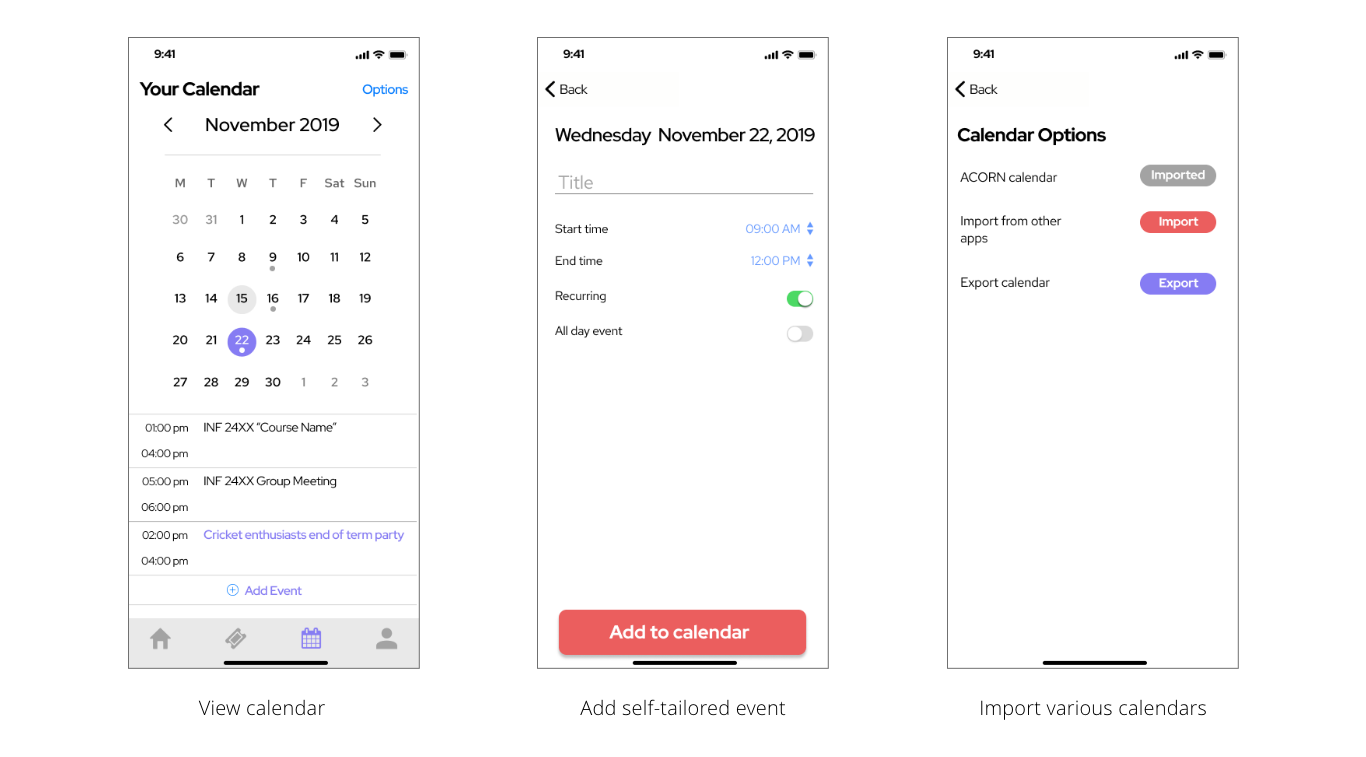 9:41
Your Calendar Options
November 2019
M T W T F Sat Sun
30 31 1 2 3 4 5
6 7 8 9 10 11 12
13 14 15 16 17 18 19
20 21 22 23 24 25 26
27 28 29 30 1 2 3
01:00 pm INF 24XX "Course Name"
04:00 pm
05:00 pm INF 24XX Group Meeting
06:00 pm
02:00 pm Cricket enthusiasts end of term party
04:00 pm
Add Event
View calendar
9:41
Back
Wednesday November 22, 2019
Title
Start time 09:00 AM
End time 12:00 PM
Recurring
All day event
Add to calendar
Add self-tailored event
9:41
Back
Calendar Options
ACORN calendar Imported
Import from other Import
apps
Export calendar Export
Import various calendars